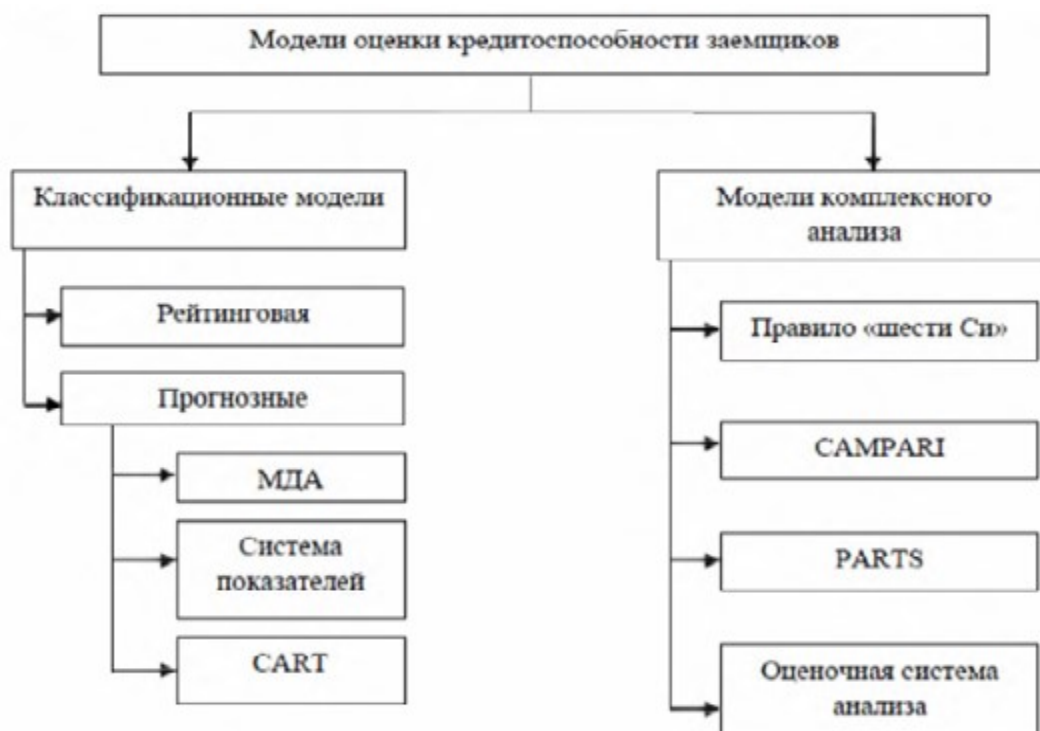 Модели оценки кредитоспособности заемщиков
Классификационные модели
Рейтинговая
Прогнозные
МДА
Система
показателей
CART
Модели комплексного
анализа
Правило «шести Си»
CAMPARI
PARTS
Оценочная система
анализа